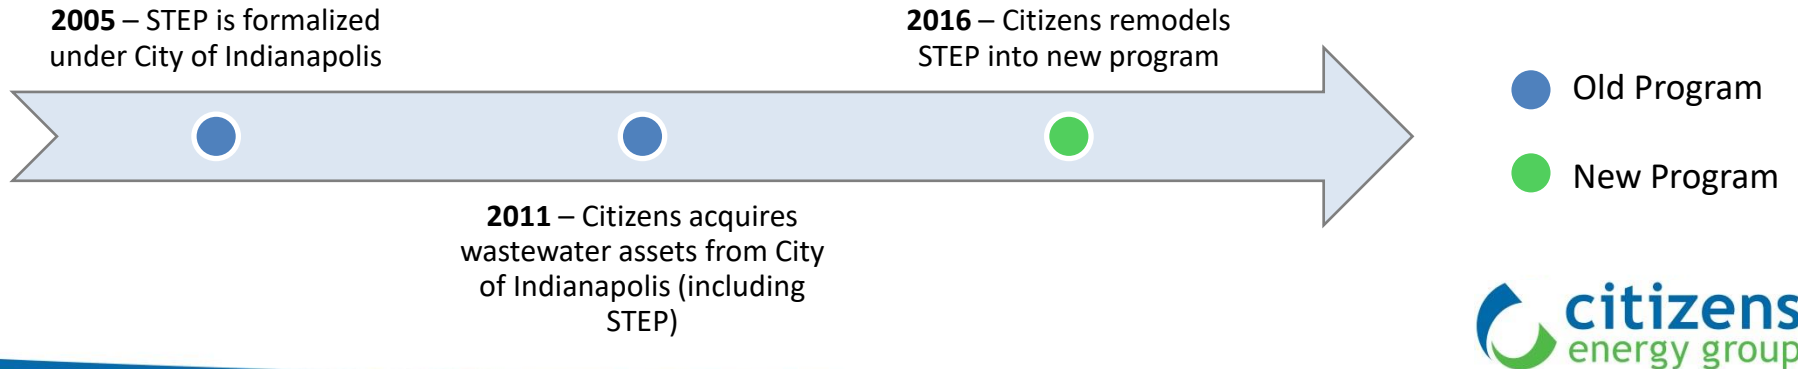 2005 – STEP is formalized
under City of Indianapolis
2016 – Citizens remodels
STEP into new program
2011 – Citizens acquires
wastewater assets from City
of Indianapolis (including
STEP)
Old Program
New Program
citizens
energy group